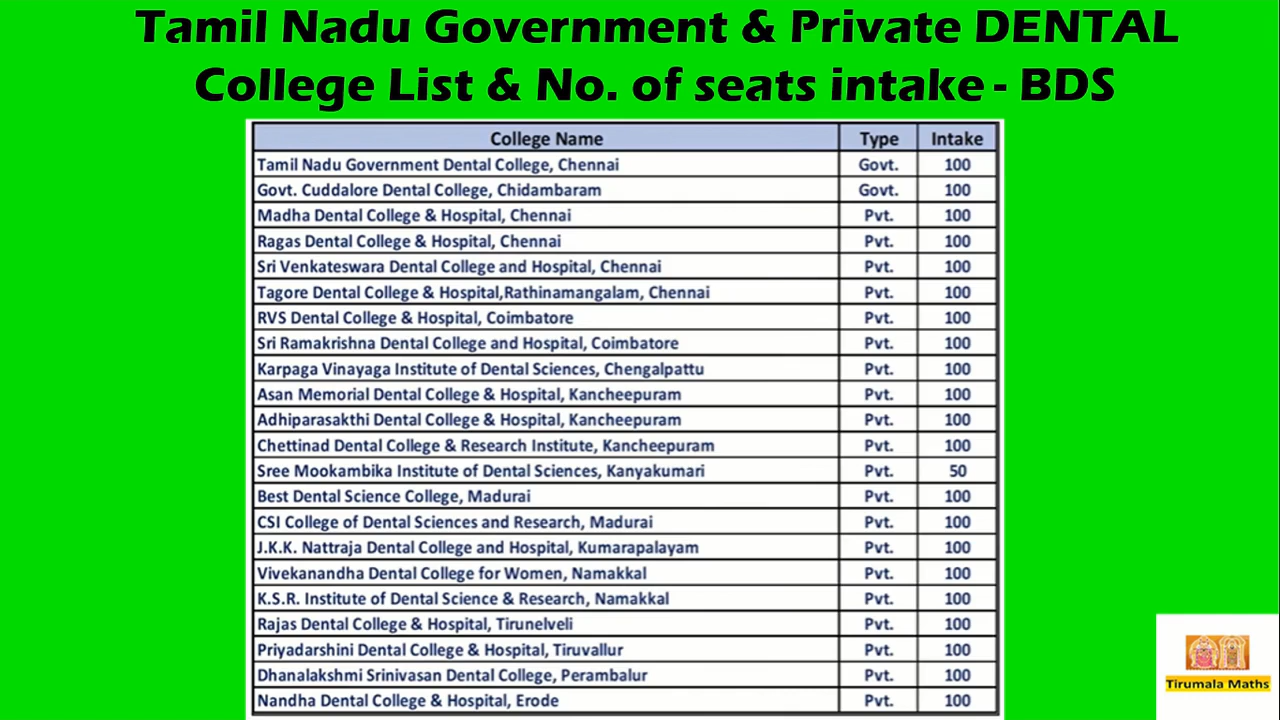 Tamil Nadu Government & Private DENTAL
College List & No. of seats intake - BDS
College Name Type Intake
Tamil Nadu Government Dental College, Chennai Govt. 100
Govt. Cuddalore Dental College, Chidambaram Govt. 100
Madha Dental College & Hospital, Chennai Pvt. 100
Ragas Dental College & Hospital, Chennai Pvt. 100
Sri Venkateswara Dental College and Hospital, Chennai Pvt. 100
Tagore Dental College & Hospital,Rathinamangalam, Chennai Pvt. 100
RVS Dental College & Hospital, Coimbatore Pvt. 100
Sri Ramakrishna Dental College and Hospital, Coimbatore Pvt. 100
Karpaga Vinayaga Institute of Dental Sciences, Chengalpattu Pvt. 100
Asan Memorial Dental College & Hospital, Kancheepuram Pvt. 100
Adhiparasakthi Dental College & Hospital, Kancheepuram Pvt. 100
Chettinad Dental College & Research Institute, Kancheepuram Pvt. 100
Sree Mookambika Institute of Dental Sciences, Kanyakumari Pvt. 50
Best Dental Science College, Madurai Pvt. 100
CSI College of Dental Sciences and Research, Madurai Pvt. 100
J.K.K. Nattraja Dental College and Hospital, Kumarapalayam Pvt. 100
Vivekanandha Dental College for Women, Namakkal Pvt. 100
K.S.R. Institute of Dental Science & Research, Namakkal Pvt. 100
Rajas Dental College & Hospital, Tirunelveli Pvt. 100
Priyadarshini Dental College & Hospital, Tiruvallur Pvt. 100
Dhanalakshmi Srinivasan Dental College, Perambalur Pvt. 100
Nandha Dental College & Hospital, Erode Pvt. 100
Tirumala Maths